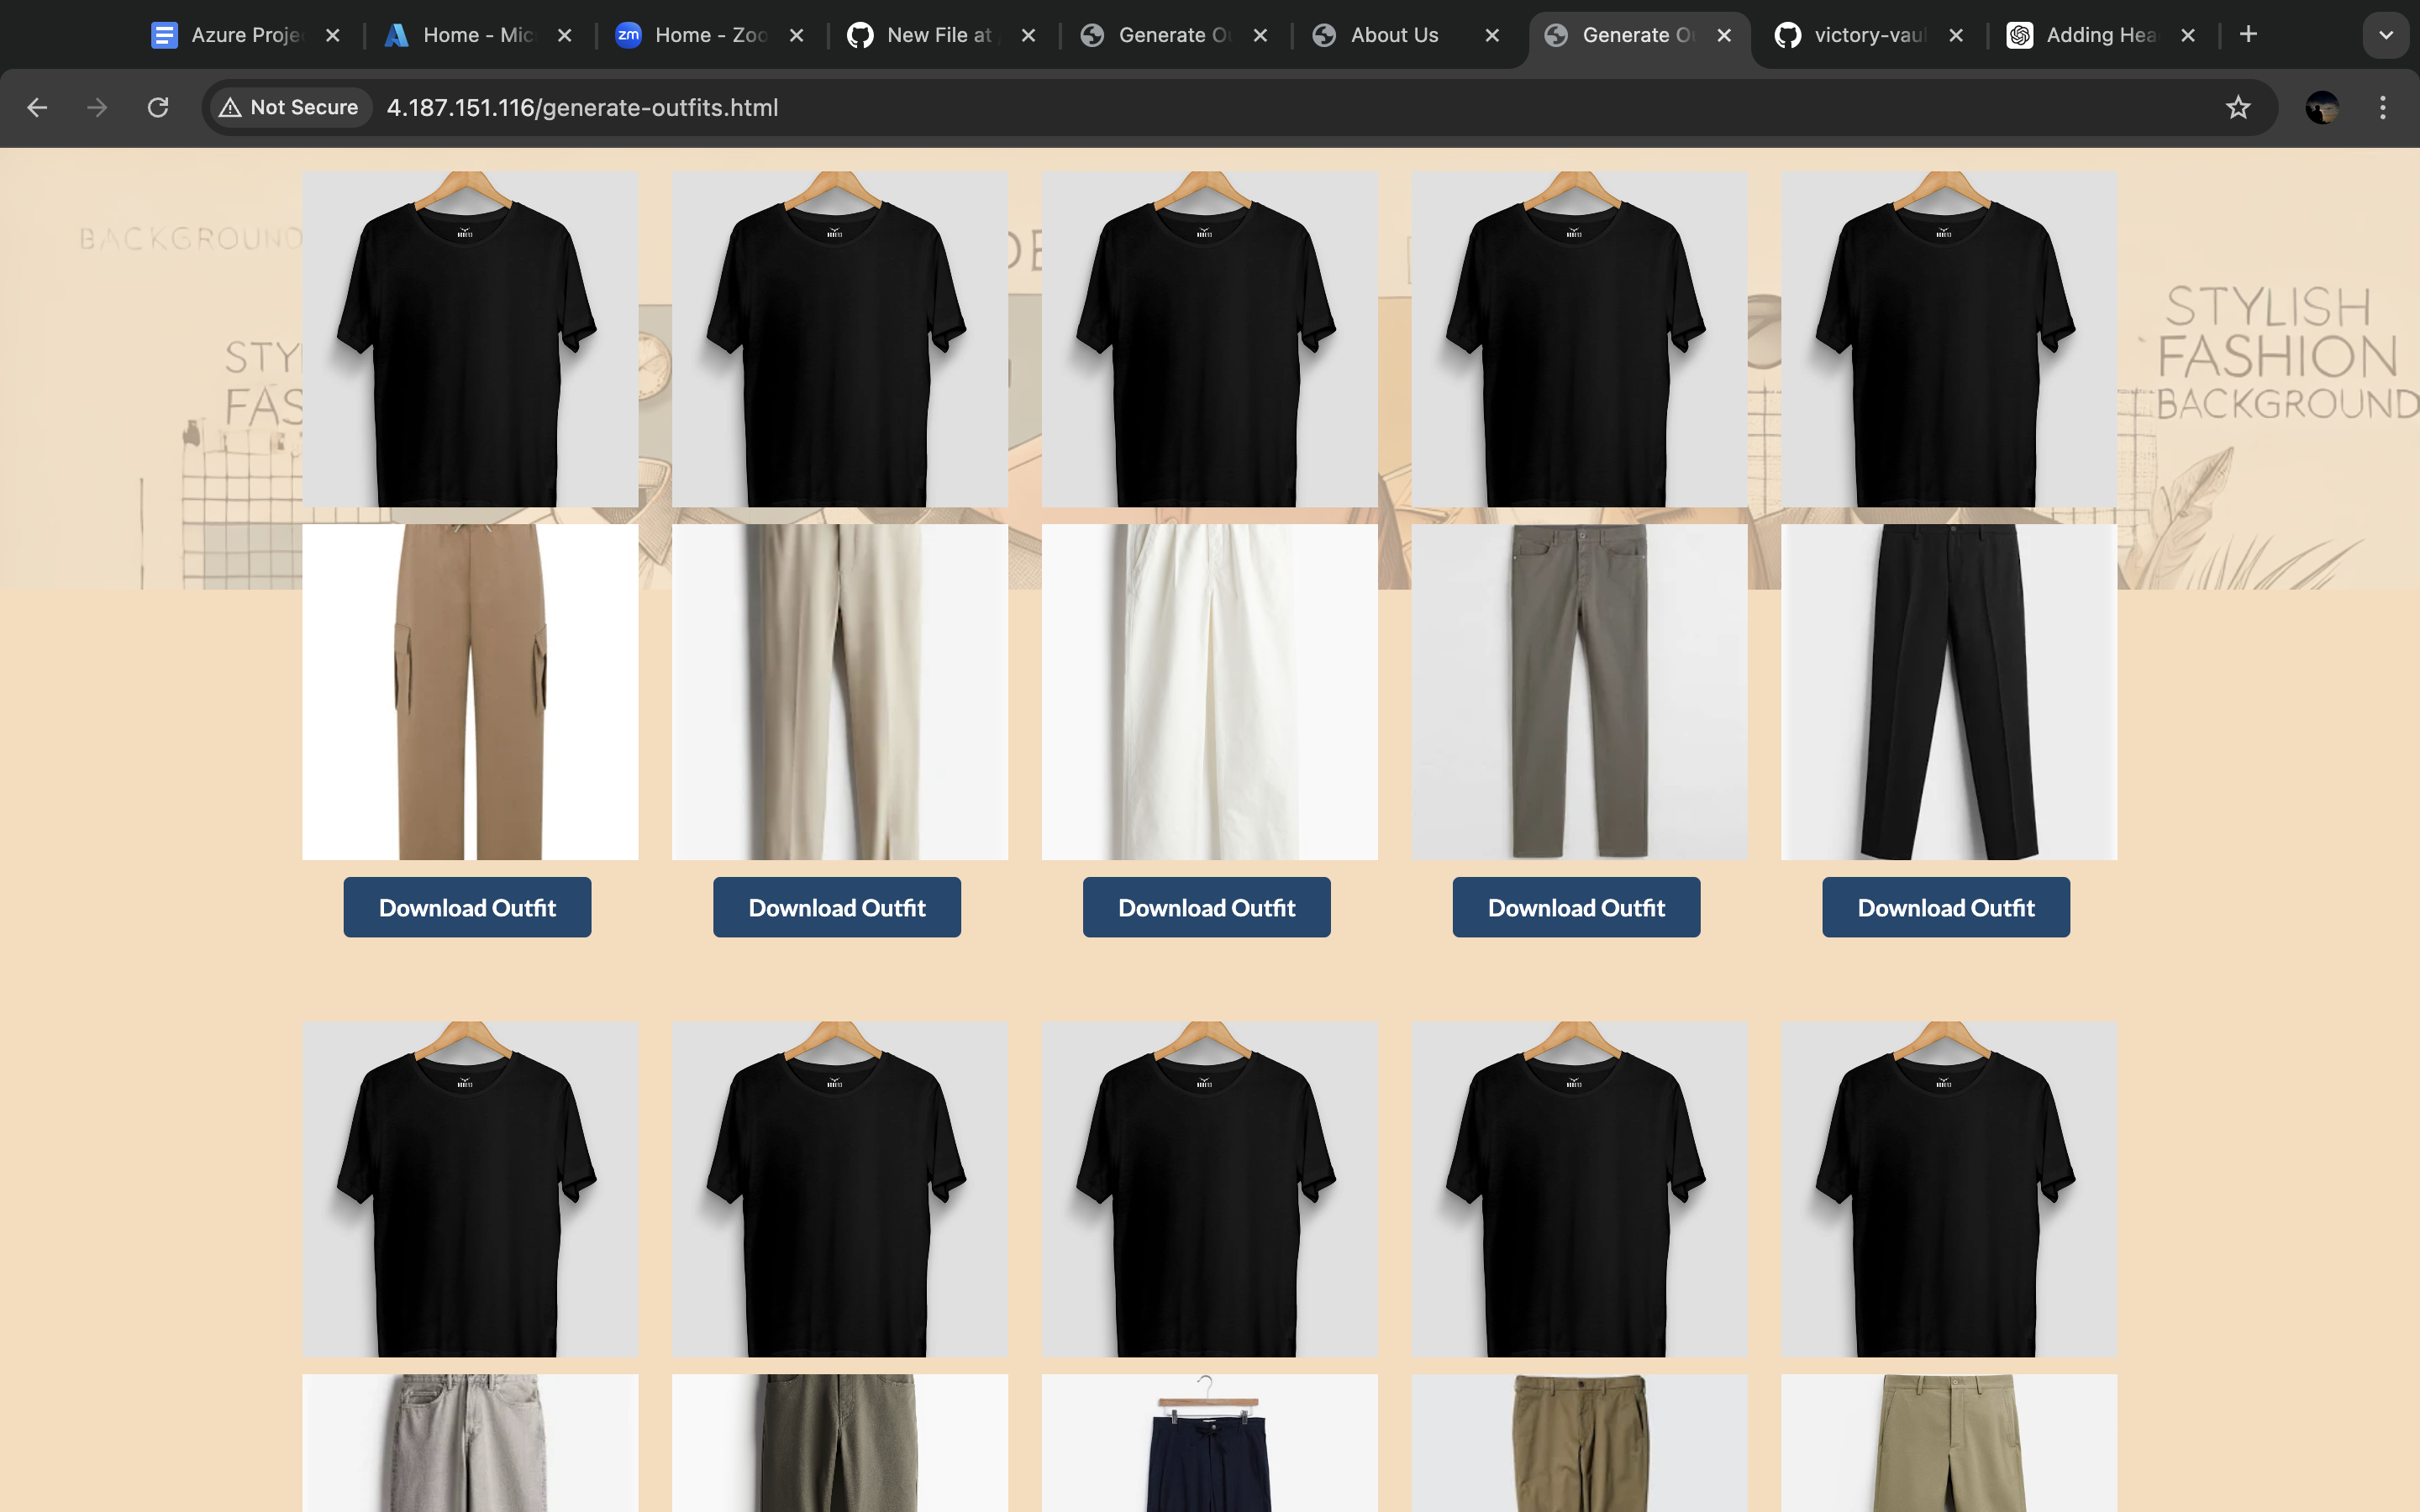 Azure Proje
Home - Mic
Home - Zoo
New File at
Generate O
About Us
Generate O
victory-vaul
Adding Hea
Not Secure
4.187.151.116/generate-outfits.html
BACKGROUND
DE
STYLISH
FASHION
BACKGROUND
STY
FAS
Download Outfit
Download Outfit
Download Outfit
Download Outfit
Download Outfit